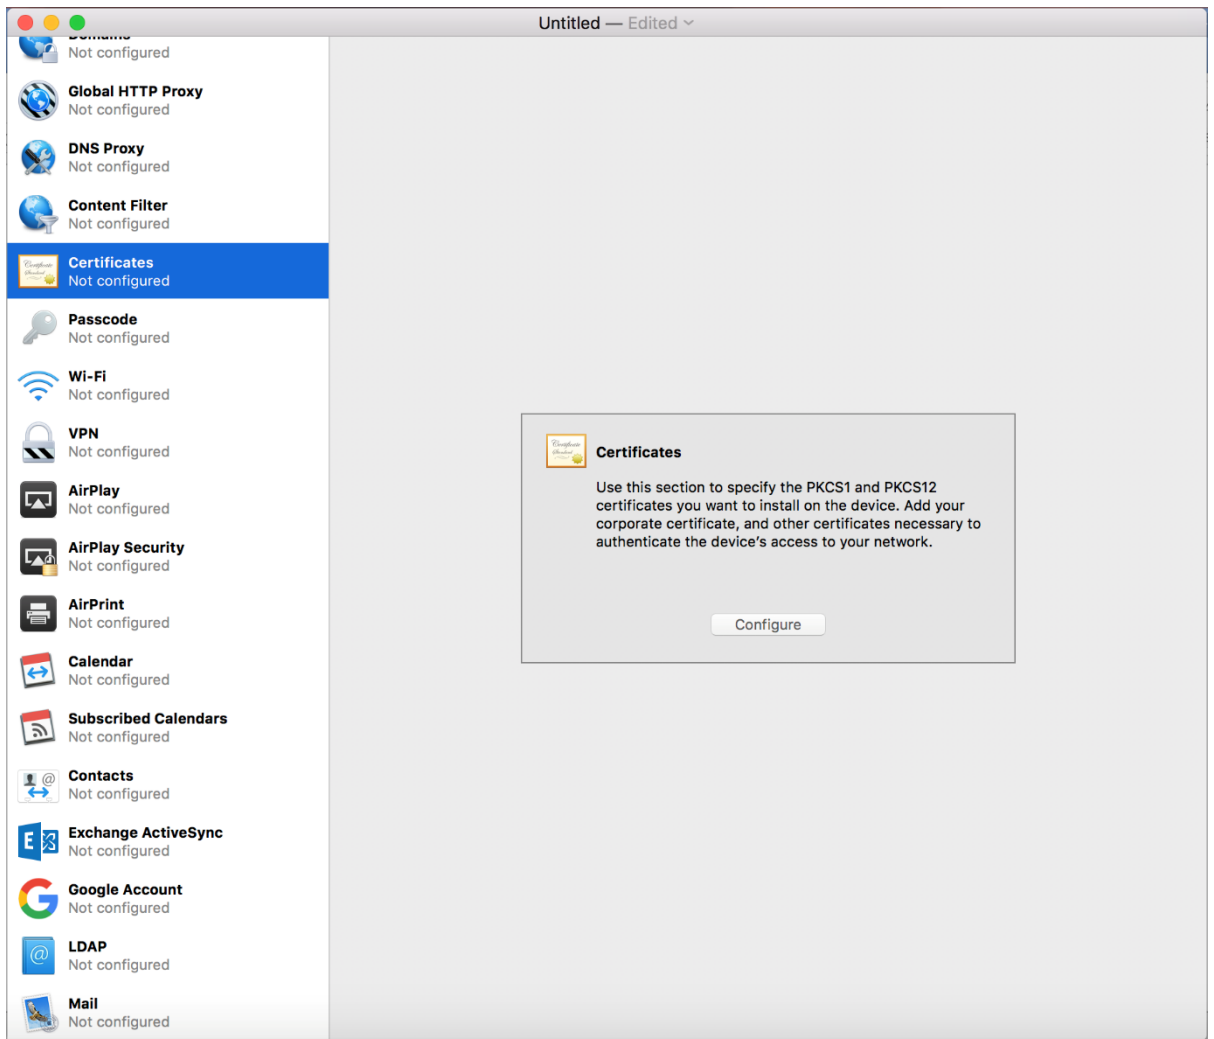 Untitled — Edited
Domains
Not configured
Global HTTP Proxy
Not configured
DNS Proxy
Not configured
Content Filter
Not configured
Certificates
Not configured
Passcode
Not configured
Wi-Fi
Not configured
VPN
Not configured
AirPlay
Not configured
AirPlay Security
Not configured
AirPrint
Not configured
Calendar
Not configured
Subscribed Calendars
Not configured
Contacts
Not configured
Exchange ActiveSync
Not configured
Google Account
Not configured
LDAP
Not configured
Mail
Not configured
Certificates
Use this section to specify the PKCS1 and PKCS12
certificates you want to install on the device. Add your
corporate certificate, and other certificates necessary to
authenticate the device’s access to your network.
Configure